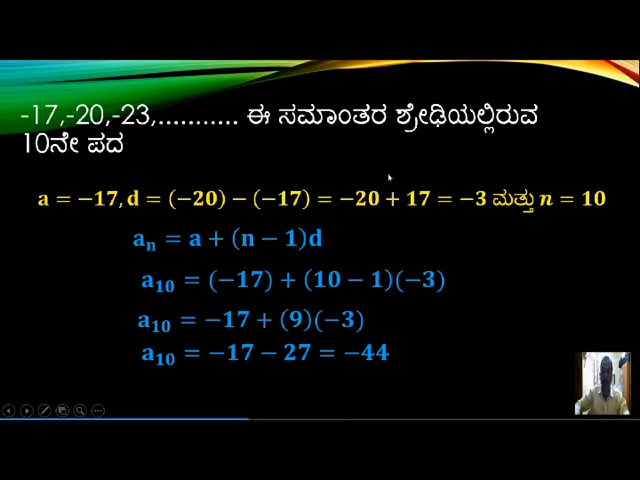 -17,-20,-23,........... ಈ ಸಮಾಂತರ ಶ್ರೇಢಿಯಲ್ಲಿರುವ
10ನೇ ಪದ
a = −17, d = (−20) − (−17) = −20 + 17 = −3 ಮತ್ತು n = 10
aₙ = a + (n − 1)d
a₁₀ = (−17) + (10 − 1)(−3)
a₁₀ = −17 + (9)(−3)
a₁₀ = −17 − 27 = −44